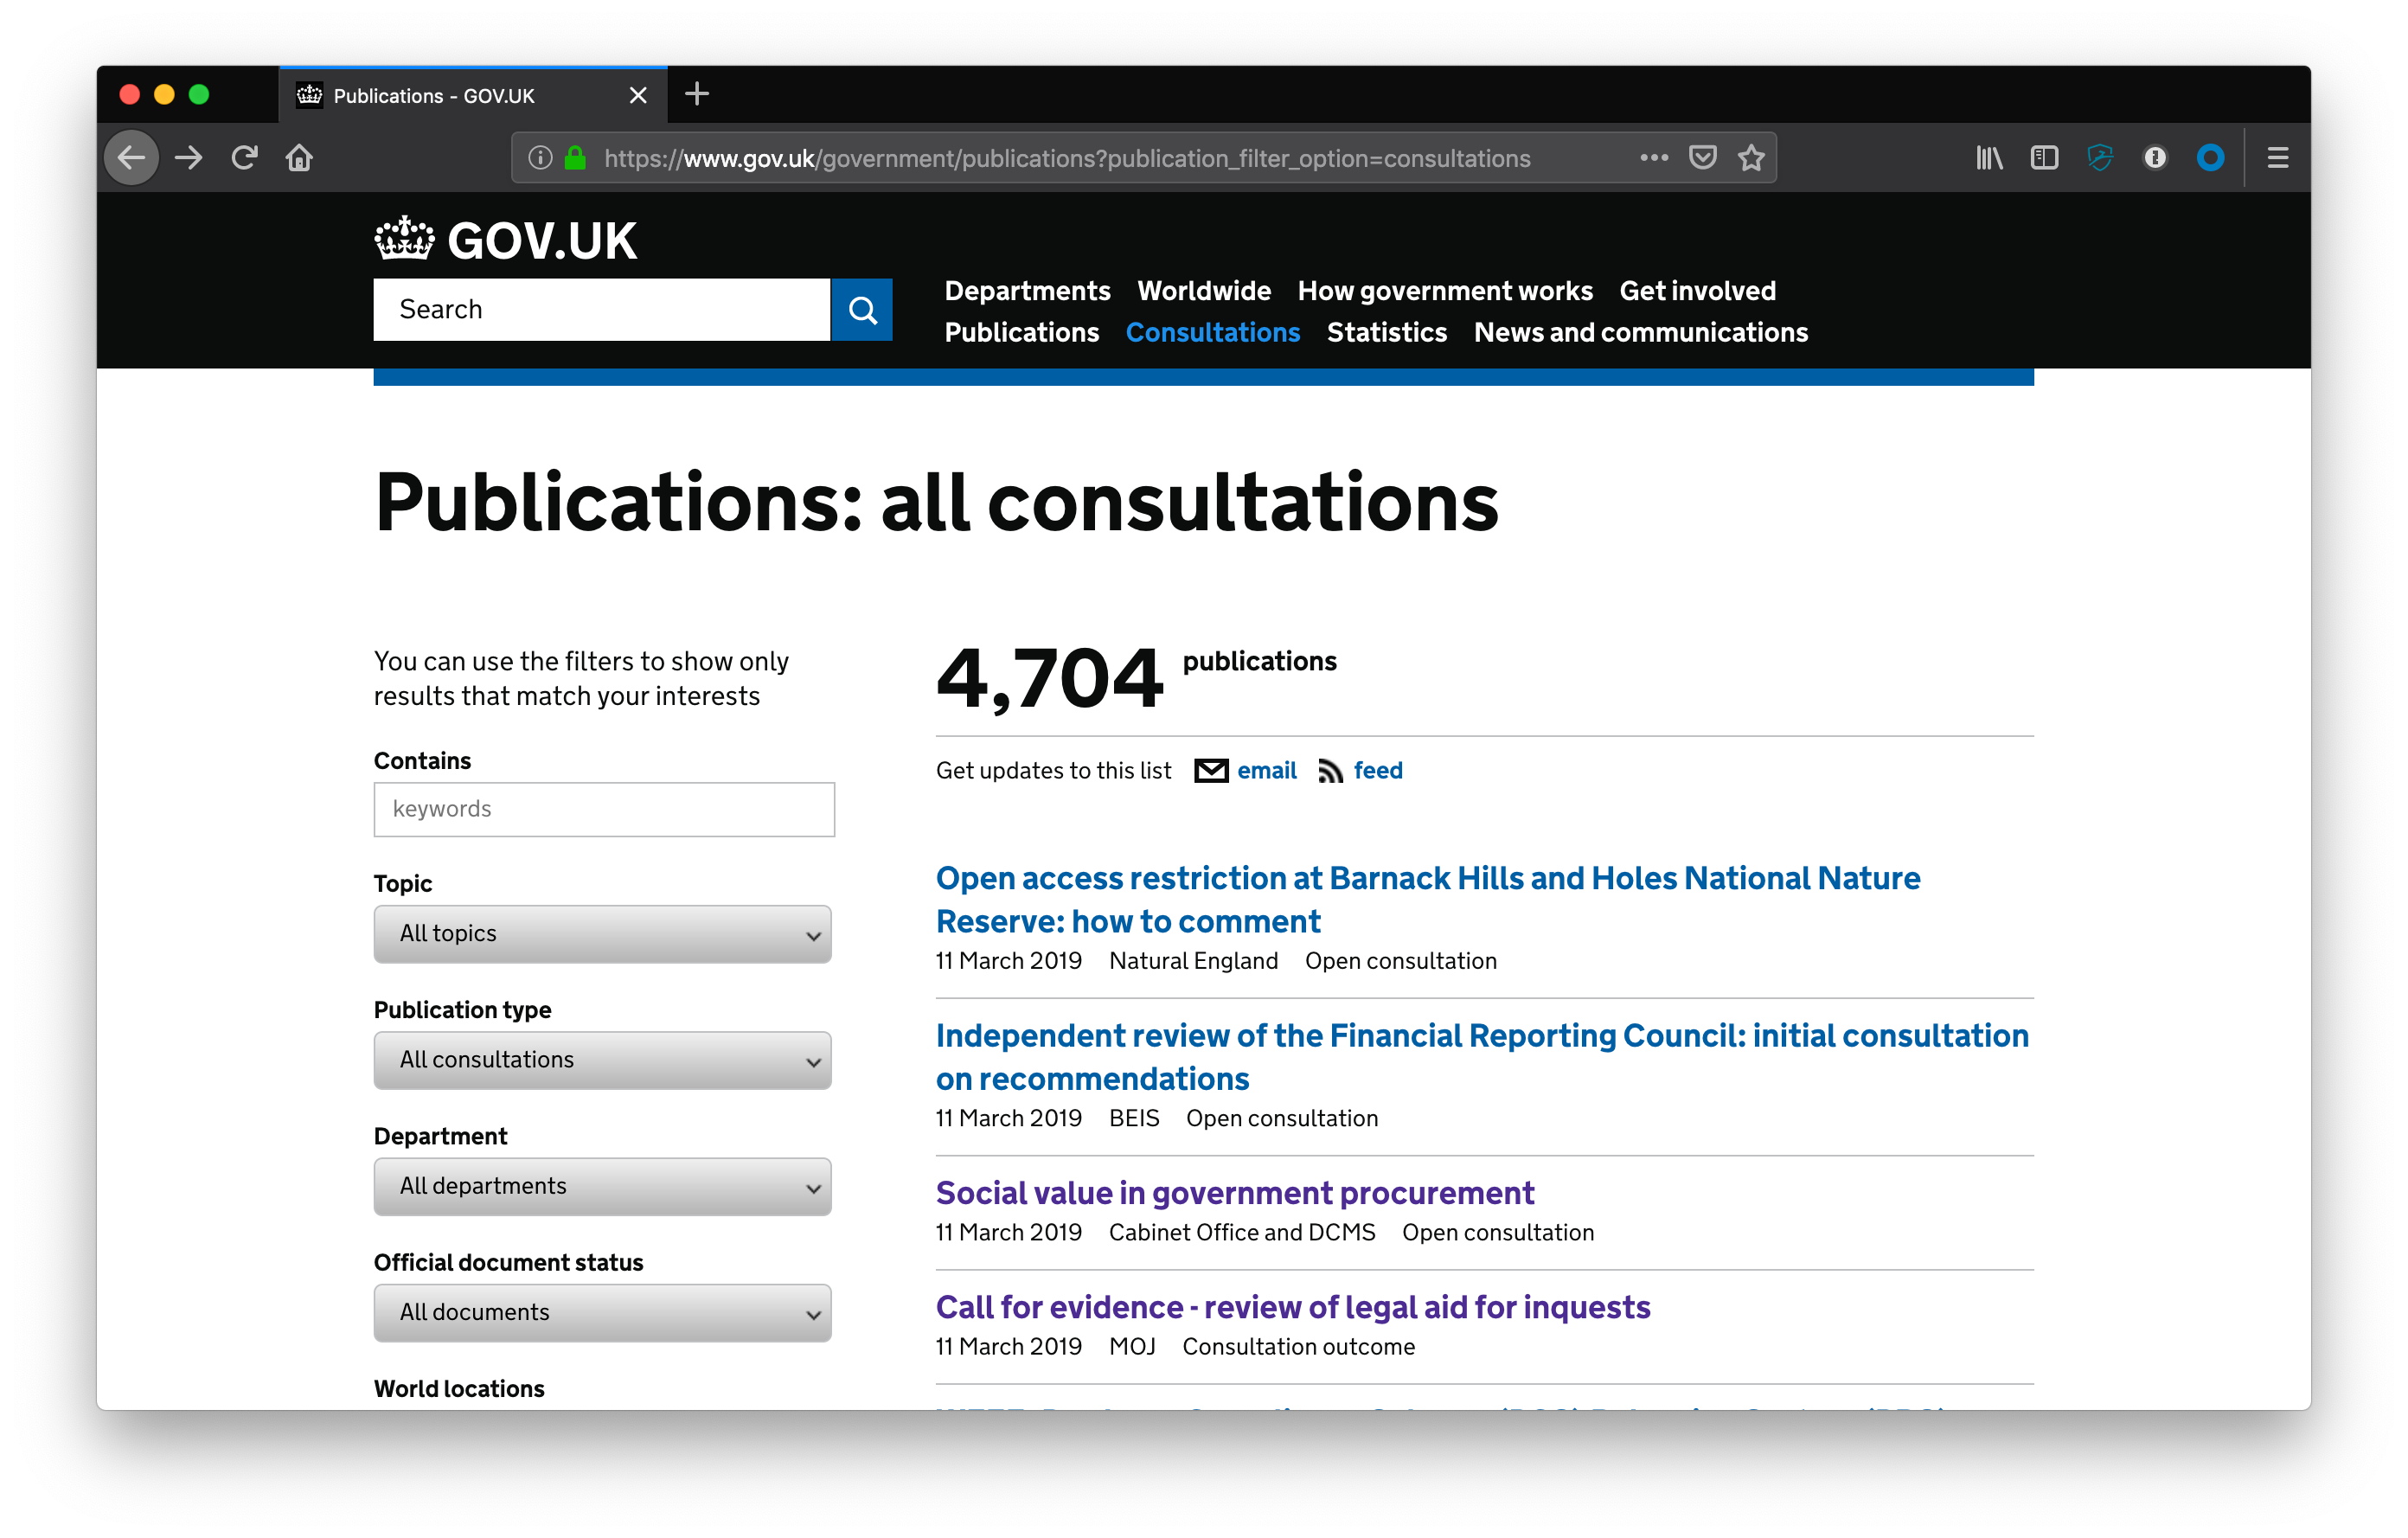 Publications - GOV.UK
https://www.gov.uk/government/publications?publication_filter_option=consultations
GOV.UK
Search
Departments Worldwide How government works Get involved
Publications Consultations Statistics News and communications
Publications: all consultations
You can use the filters to show only
results that match your interests
Contains
keywords
Topic
All topics
Publication type
All consultations
Department
All departments
Official document status
All documents
World locations
4,704 publications
Get updates to this list email feed
Open access restriction at Barnack Hills and Holes National Nature
Reserve: how to comment
11 March 2019 Natural England Open consultation
Independent review of the Financial Reporting Council: initial consultation
on recommendations
11 March 2019 BEIS Open consultation
Social value in government procurement
11 March 2019 Cabinet Office and DCMS Open consultation
Call for evidence - review of legal aid for inquests
11 March 2019 MOJ Consultation outcome